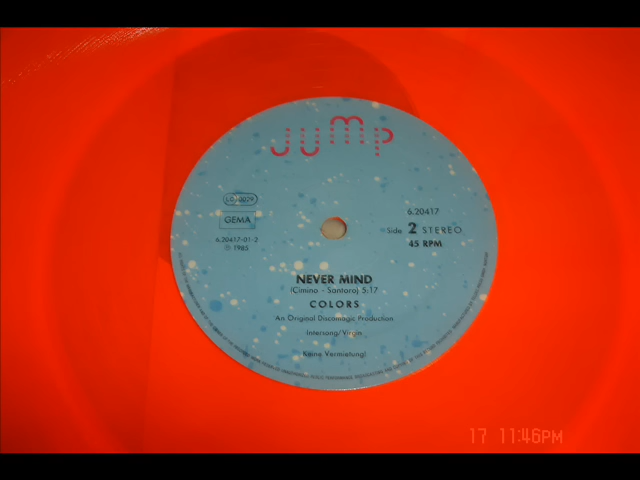 jump
LC 0029
GEMA
6.20417-01-2
℗ 1985
6.20417
Side 2 STEREO
45 RPM
NEVER MIND
(Cimino - Santoro) 5:17
COLORS
An Original Discomagic Production
Intersong/Virgin
Keine Vermietung!
17 11:46PM